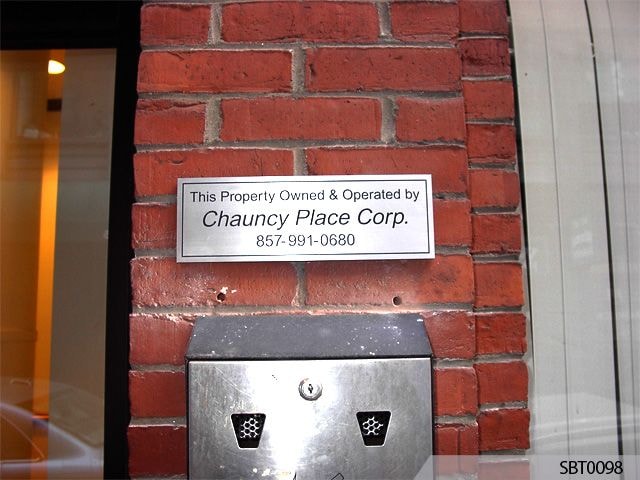 This Property Owned & Operated by
Chauncy Place Corp.
857-991-0680
SBT0098